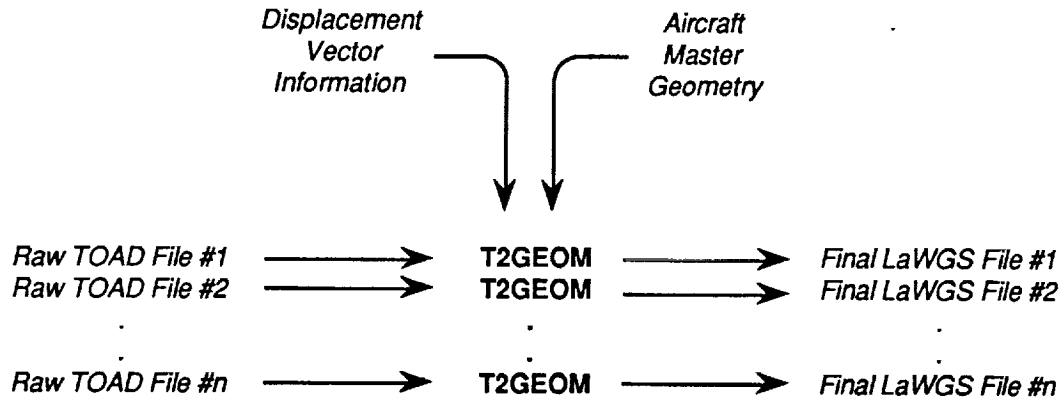 Displacement
Vector
Information
Aircraft
Master
Geometry
Raw TOAD File #1 T2GEOM Final LaWGS File #1
Raw TOAD File #2 T2GEOM Final LaWGS File #2
. . .
. . .
Raw TOAD File #n T2GEOM Final LaWGS File #n